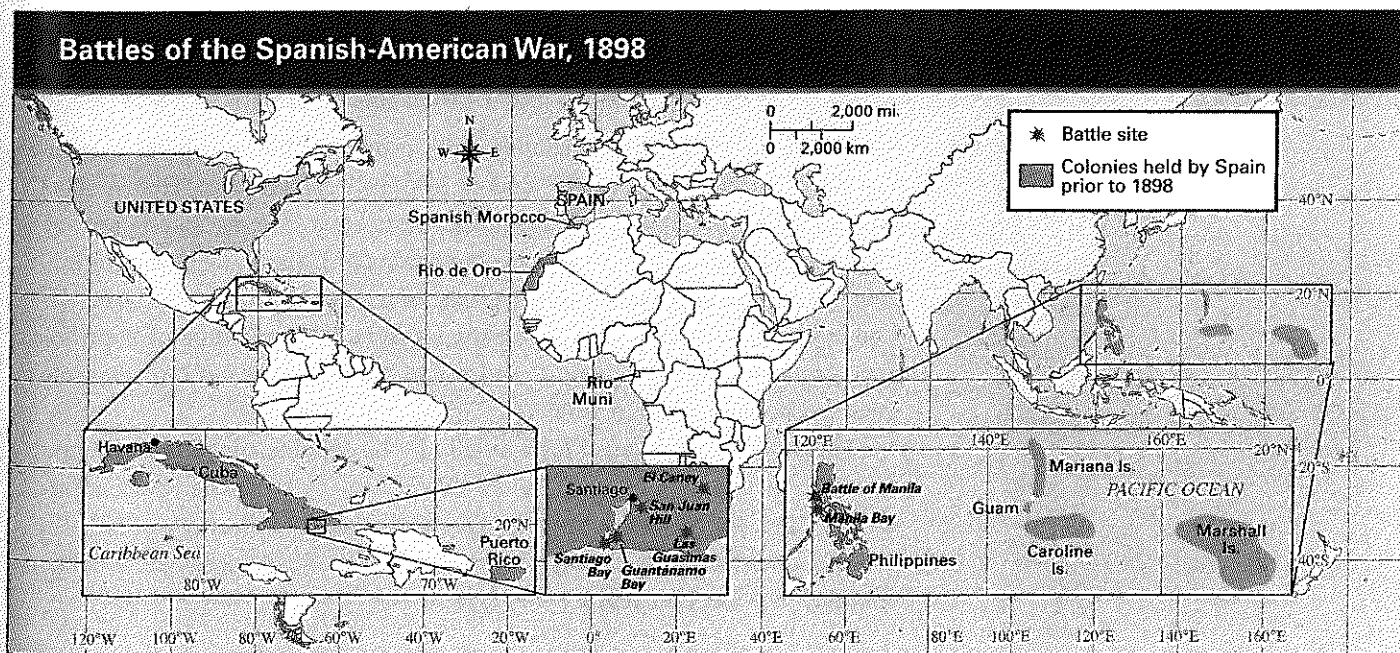 Battles of the Spanish-American War, 1898
N
W E
S
0 2,000 mi.
0 2,000 km
Battle site
Colonies held by Spain
prior to 1898
UNITED STATES
SPAIN
Spanish Morocco
Rio de Oro
Rio
Muni
40°N
20°N
0°
20°S
40°S
Havana
Cuba
Caribbean Sea
20°N
Puerto
Rico
80°W
70°W
El Caney
Santiago
San Juan
Hill
Las
Guasimas
Santiago
Bay
Guantanamo
Bay
120°E 140°E 160°E
20°N
Mariana Is.
PACIFIC OCEAN
Battle of Manila
Manila Bay
Guam
Philippines
Caroline
Is.
Marshall
Is.
120°W 100°W 80°W 60°W 40°W 20°W 0° 20°E 40°E 60°E 80°E 100°E 120°E 140°E 160°E